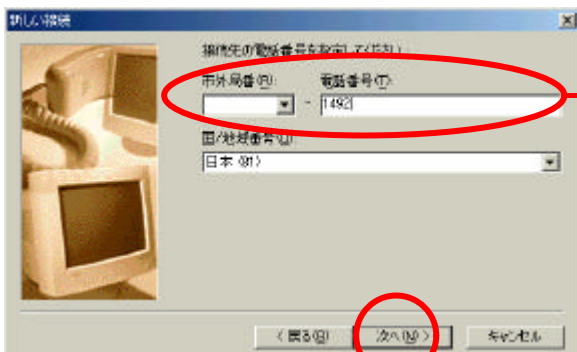 新しい接続
接続先の電話番号を指定してください:
市外局番(R): 電話番号(T):
- 1492
国/地域番号(U):
日本 (81)
< 戻る(B) 次へ(N) > キャンセル